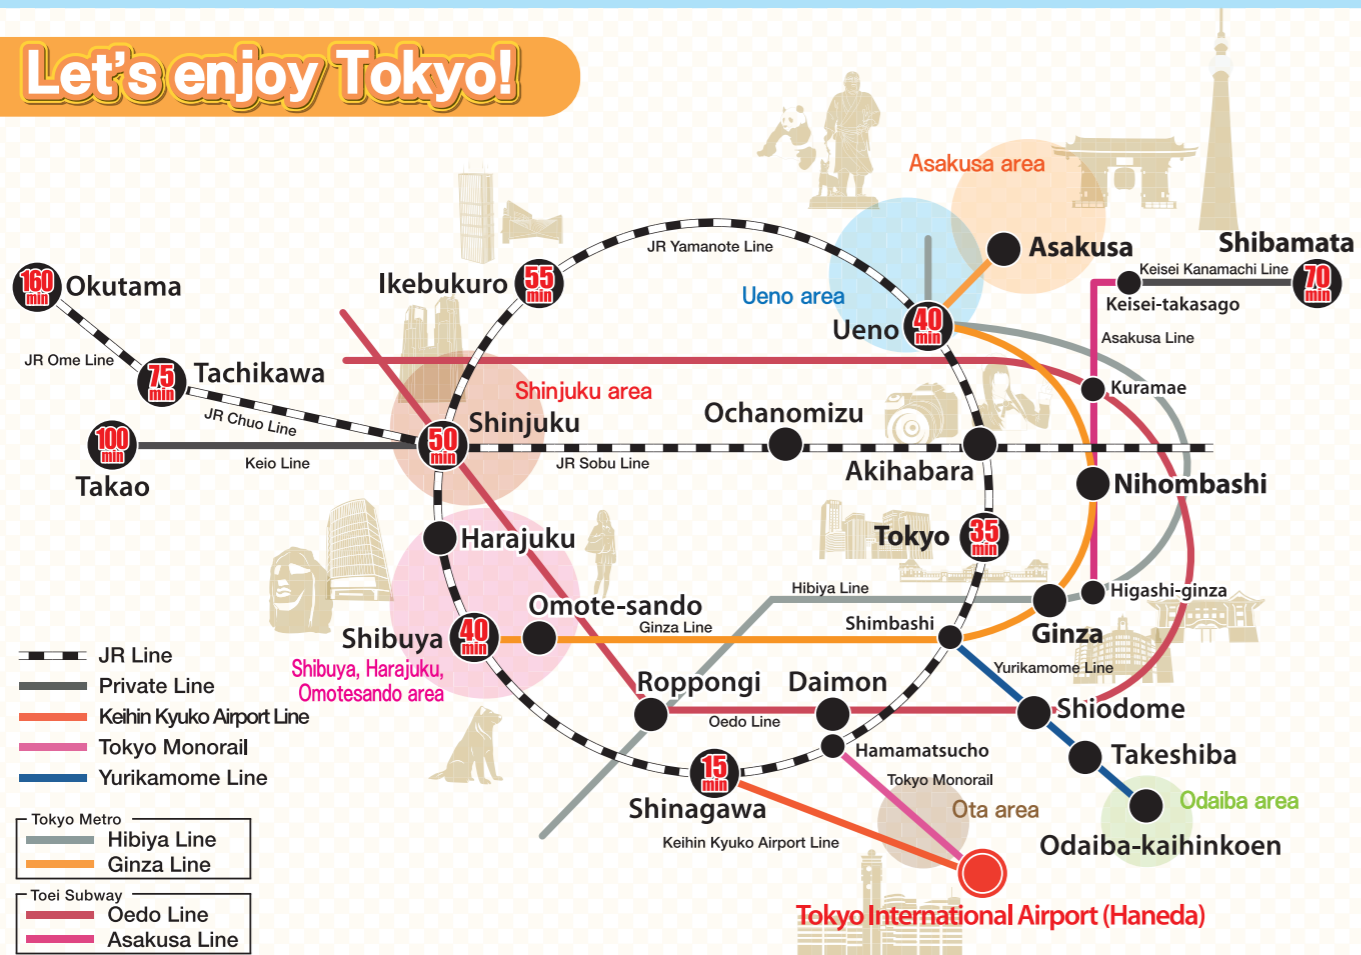 Let's enjoy Tokyo!
Asakusa area
JR Yamanote Line
Asakusa
Shibamata
Keisei Kanamachi Line
70
min
Keisei-takasago
160
min
Okutama
Ikebukuro
55
min
Ueno area
Ueno
40
min
Asakusa Line
JR Ome Line
75
min
Tachikawa
JR Chuo Line
Shinjuku area
Kuramae
Shinjuku
50
min
Ochanomizu
100
min
Takao
Keio Line
JR Sobu Line
Akihabara
Nihombashi
Harajuku
Tokyo
35
min
Hibiya Line
Higashi-ginza
Omote-sando
Ginza Line
Shimbashi
Ginza
Shibuya
40
min
Shibuya, Harajuku,
Omotesando area
Yurikamome Line
Roppongi
Daimon
Oedo Line
Shiodome
Hamamatsucho
Takeshiba
Tokyo Monorail
15
min
Shinagawa
Ota area
Odaiba area
Keihin Kyuko Airport Line
Odaiba-kaihinkoen
Tokyo International Airport (Haneda)
JR Line
Private Line
Keihin Kyuko Airport Line
Tokyo Monorail
Yurikamome Line
Tokyo Metro
Hibiya Line
Ginza Line
Toei Subway
Oedo Line
Asakusa Line